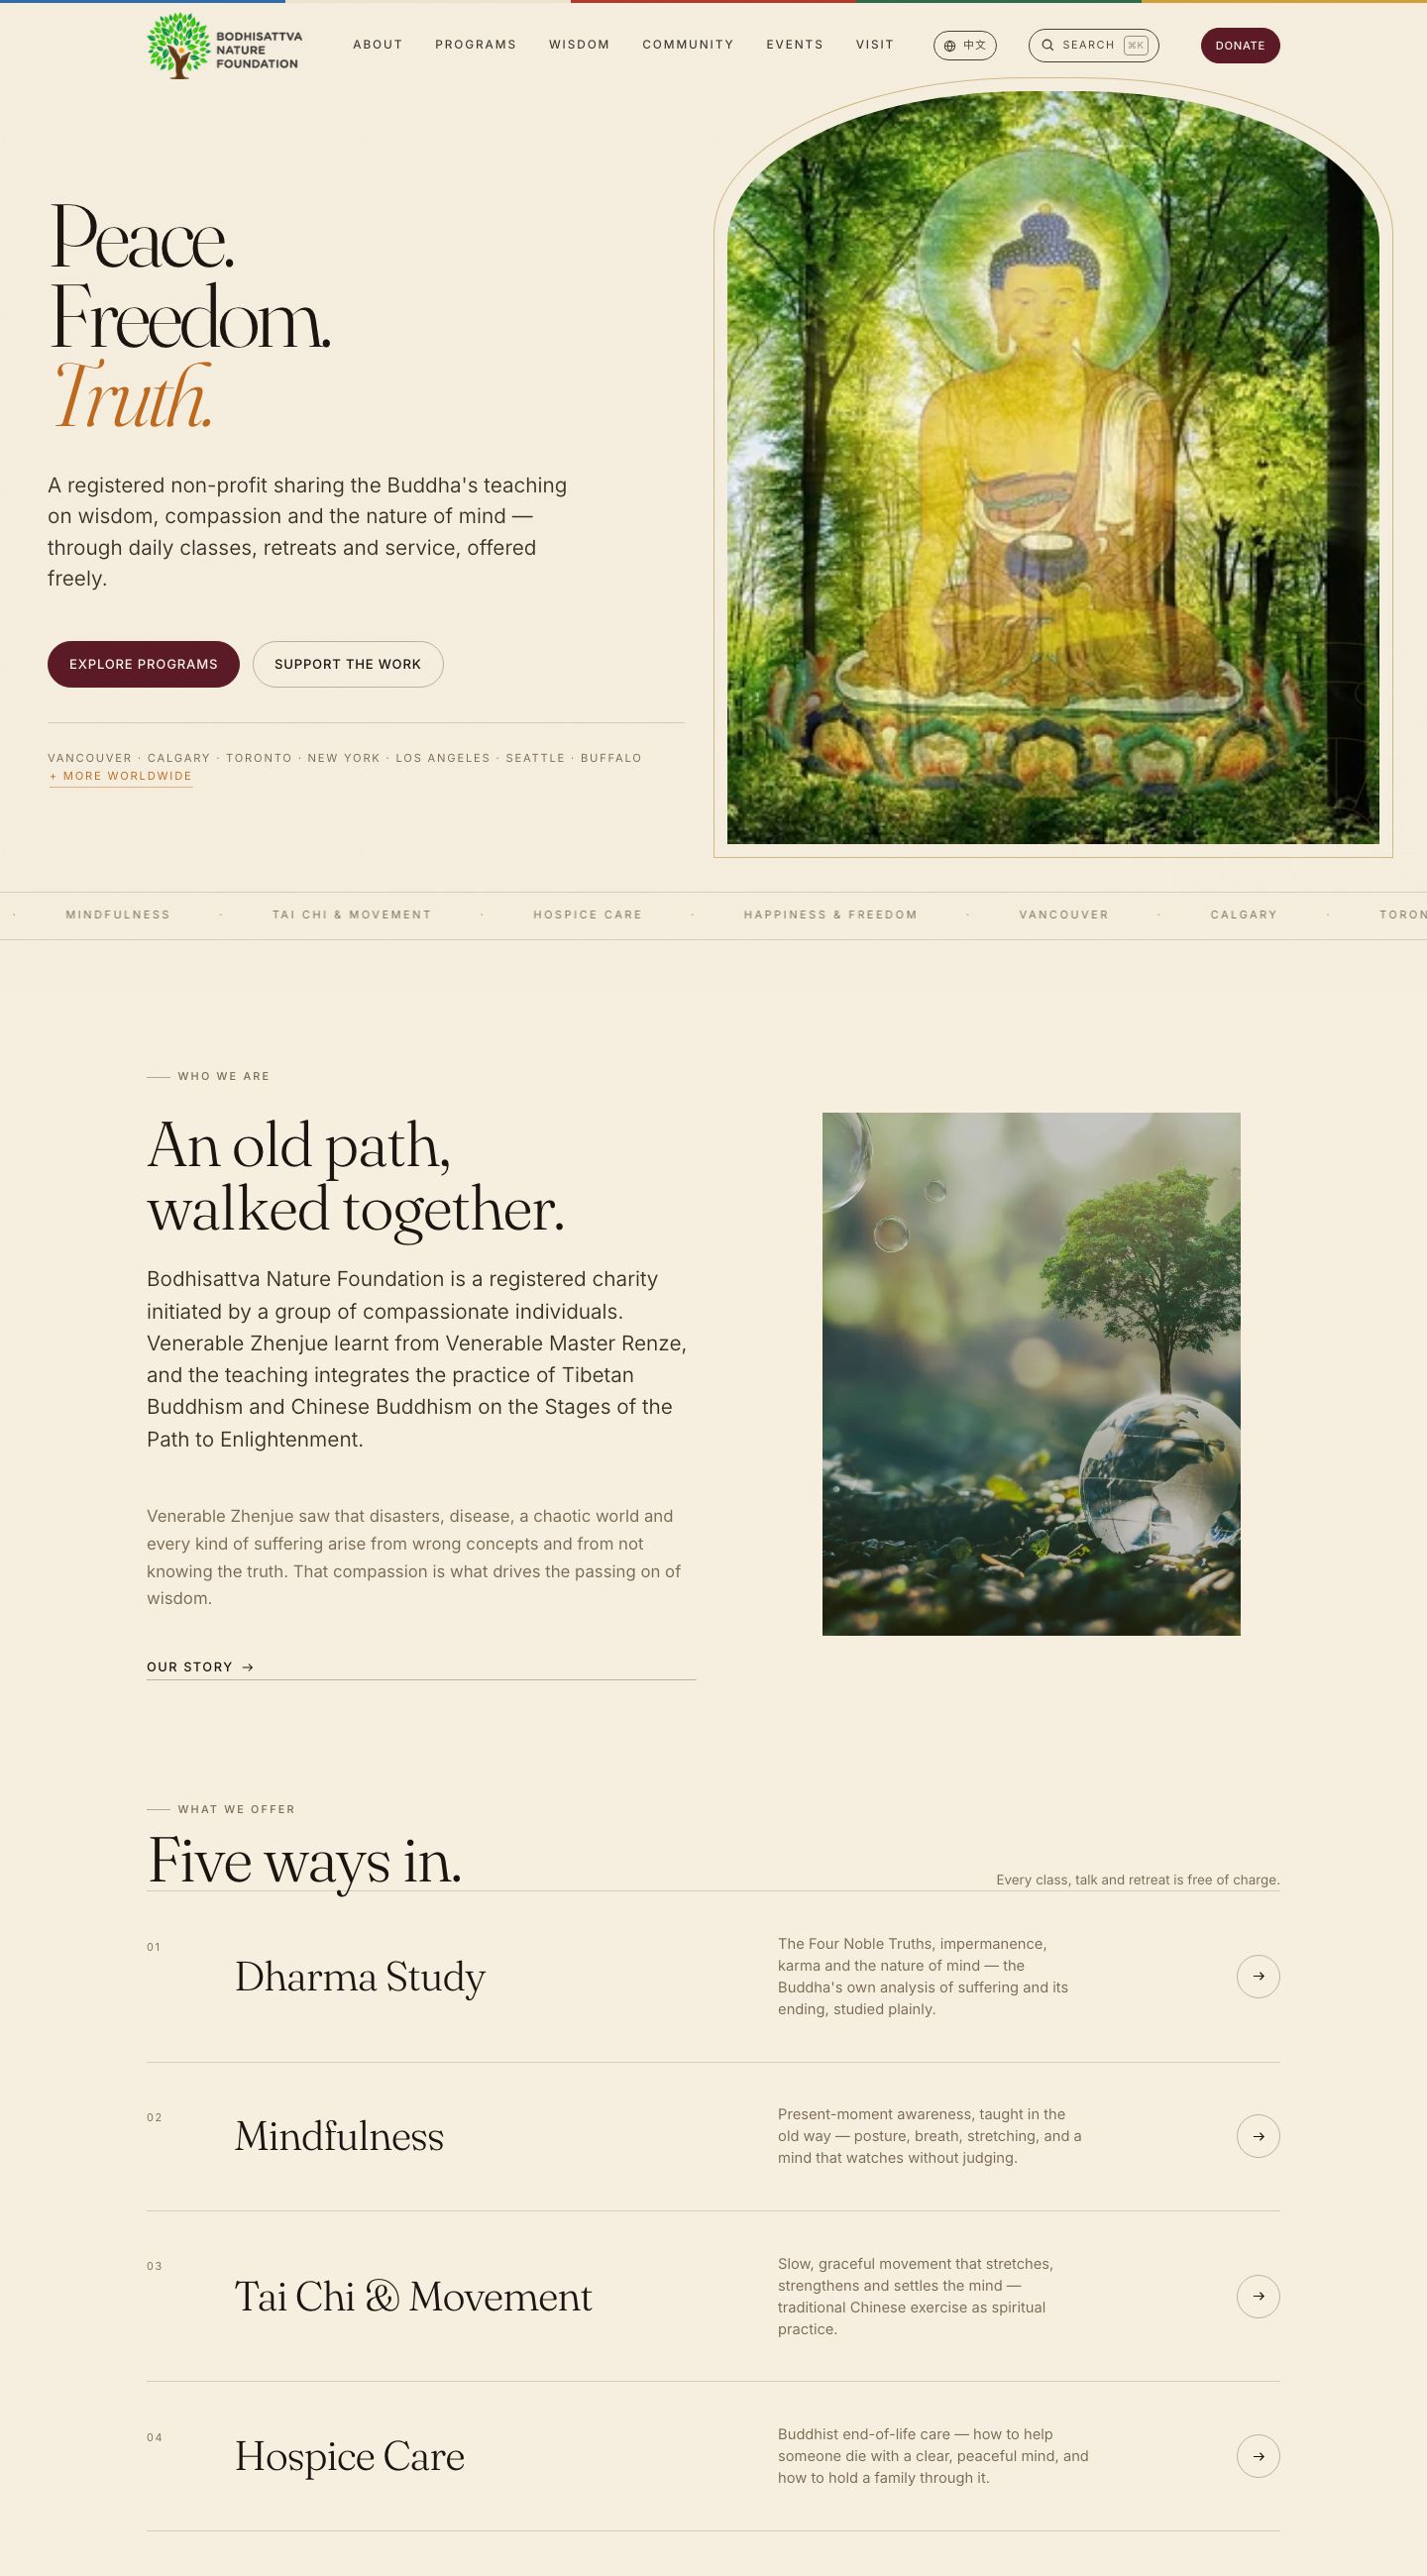 BODHISATTVA
NATURE
FOUNDATION
ABOUT
PROGRAMS
WISDOM
COMMUNITY
EVENTS
VISIT
中文
SEARCH
⌘K
DONATE
Peace.
Freedom.
Truth.
A registered non-profit sharing the Buddha's teaching
on wisdom, compassion and the nature of mind —
through daily classes, retreats and service, offered
freely.
EXPLORE PROGRAMS
SUPPORT THE WORK
VANCOUVER · CALGARY · TORONTO · NEW YORK · LOS ANGELES · SEATTLE · BUFFALO
+ MORE WORLDWIDE
· MINDFULNESS · TAI CHI & MOVEMENT · HOSPICE CARE · HAPPINESS & FREEDOM · VANCOUVER · CALGARY · TORON
WHO WE ARE
An old path,
walked together.
Bodhisattva Nature Foundation is a registered charity
initiated by a group of compassionate individuals.
Venerable Zhenjue learnt from Venerable Master Renze,
and the teaching integrates the practice of Tibetan
Buddhism and Chinese Buddhism on the Stages of the
Path to Enlightenment.
Venerable Zhenjue saw that disasters, disease, a chaotic world and
every kind of suffering arise from wrong concepts and from not
knowing the truth. That compassion is what drives the passing on of
wisdom.
OUR STORY →
WHAT WE OFFER
Five ways in.
Every class, talk and retreat is free of charge.
01
Dharma Study
The Four Noble Truths, impermanence,
karma and the nature of mind — the
Buddha's own analysis of suffering and its
ending, studied plainly.
→
02
Mindfulness
Present-moment awareness, taught in the
old way — posture, breath, stretching, and a
mind that watches without judging.
→
03
Tai Chi & Movement
Slow, graceful movement that stretches,
strengthens and settles the mind —
traditional Chinese exercise as spiritual
practice.
→
04
Hospice Care
Buddhist end-of-life care — how to help
someone die with a clear, peaceful mind, and
how to hold a family through it.
→